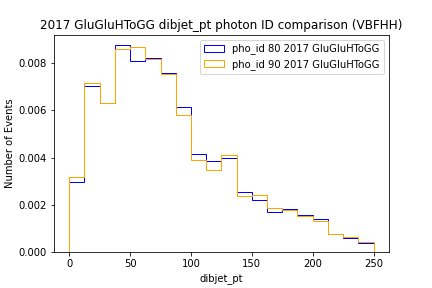 2017 GluGluHToGG dibjet_pt photon ID comparison (VBFHH)
pho_id 80 2017 GluGluHToGG
pho_id 90 2017 GluGluHToGG
Number of Events
0.008
0.006
0.004
0.002
0.000
0 50 100 150 200 250
dibjet_pt